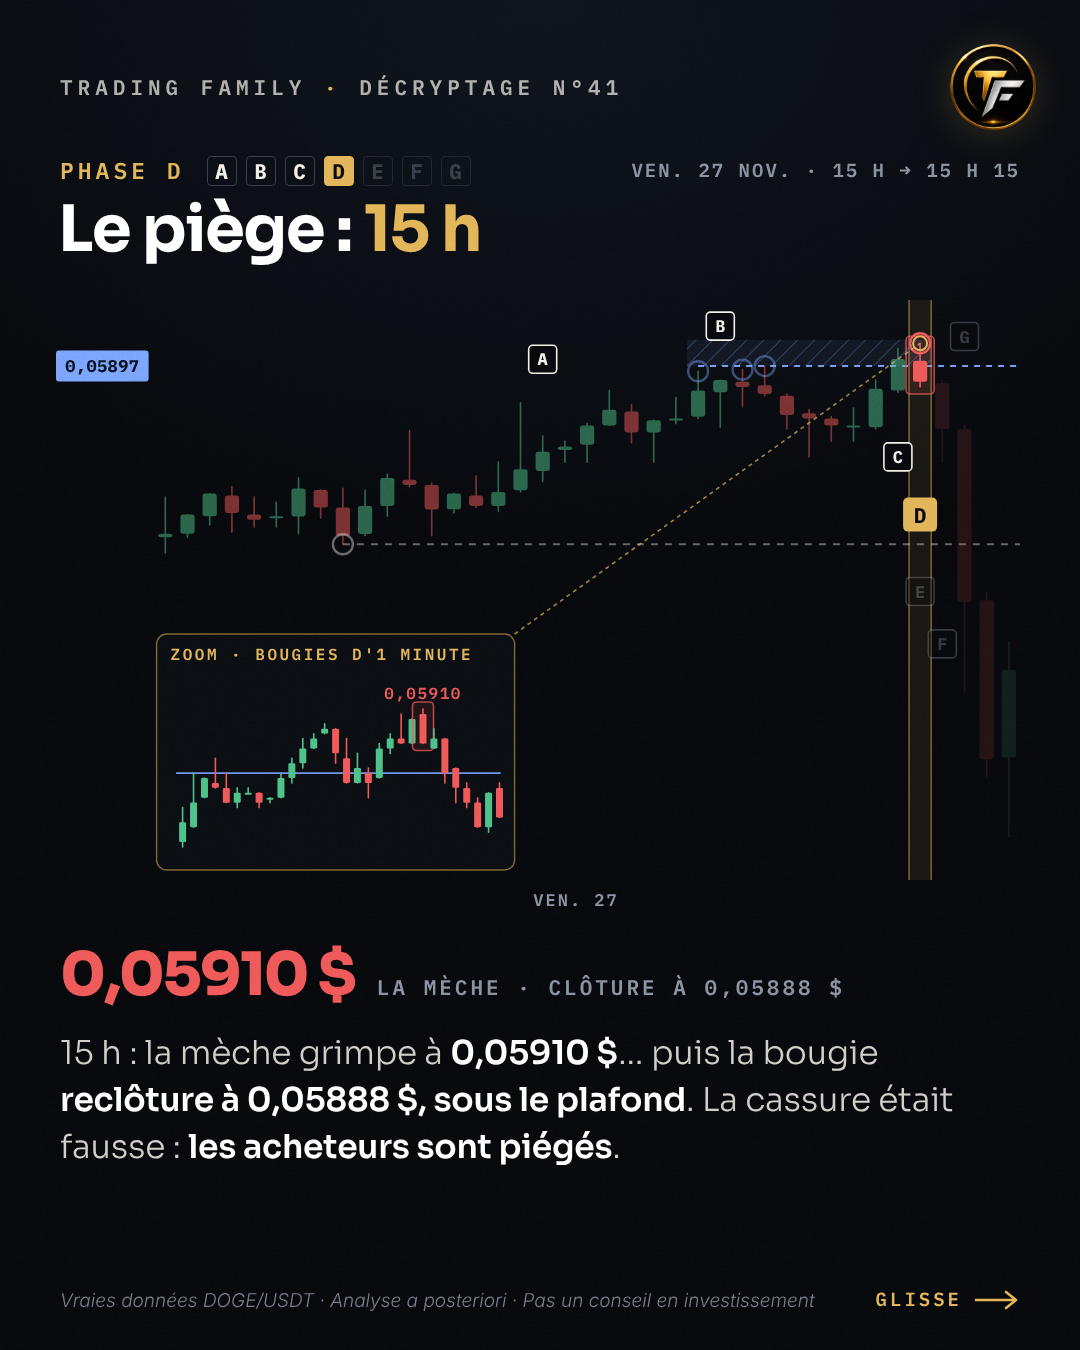 TRADING FAMILY · DÉCRYPTAGE N°41
TF
PHASE D A B C D E F G
VEN. 27 NOV. · 15 H → 15 H 15
Le piège : 15 h
0,05897
A
B
G
1
C
D
E
F
ZOOM · BOUGIES D'1 MINUTE
0,05910
VEN. 27
0,05910 $ LA MÈCHE · CLÔTURE À 0,05888 $
15 h : la mèche grimpe à 0,05910 $... puis la bougie
reclôture à 0,05888 $, sous le plafond. La cassure était
fausse : les acheteurs sont piégés.
Vraies données DOGE/USDT · Analyse a posteriori · Pas un conseil en investissement
GLISSE →